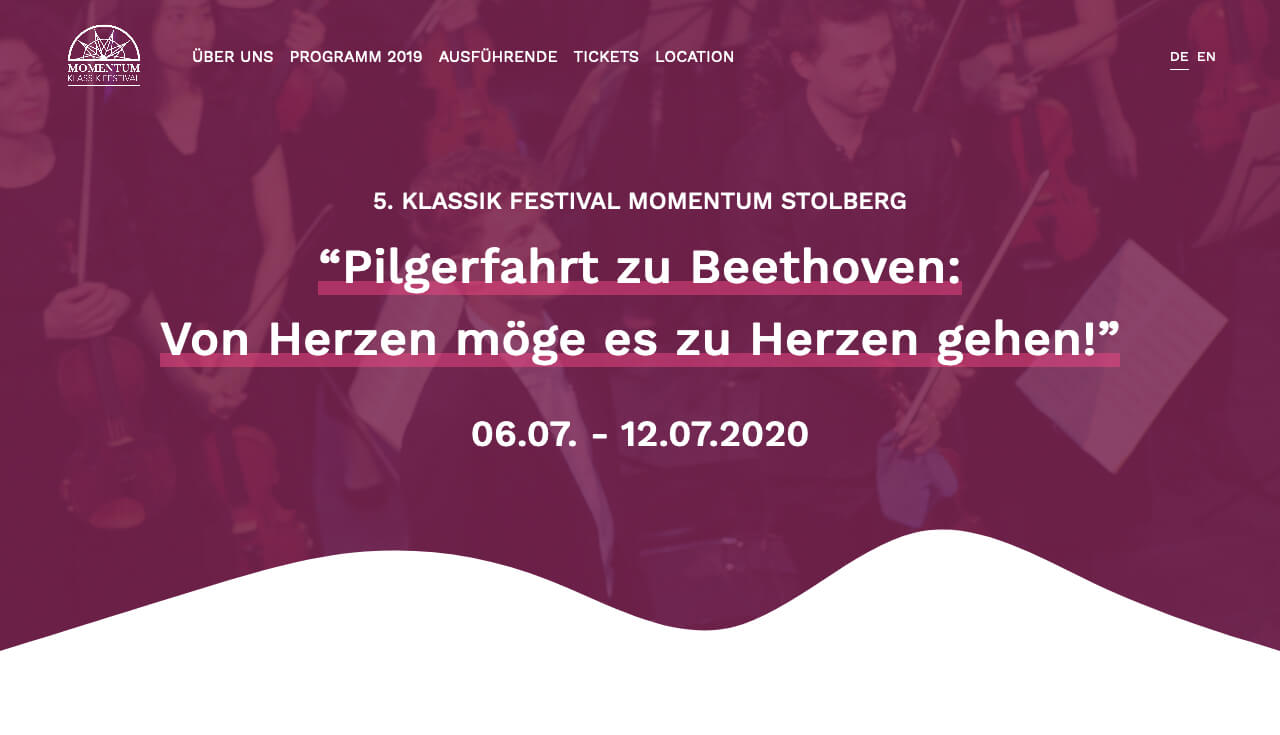 MOMENTUM
KLASSIK FESTIVAL
ÜBER UNS PROGRAMM 2019 AUSFÜHRENDE TICKETS LOCATION
DE EN
5. KLASSIK FESTIVAL MOMENTUM STOLBERG
“Pilgerfahrt zu Beethoven:
Von Herzen möge es zu Herzen gehen!”
06.07. - 12.07.2020